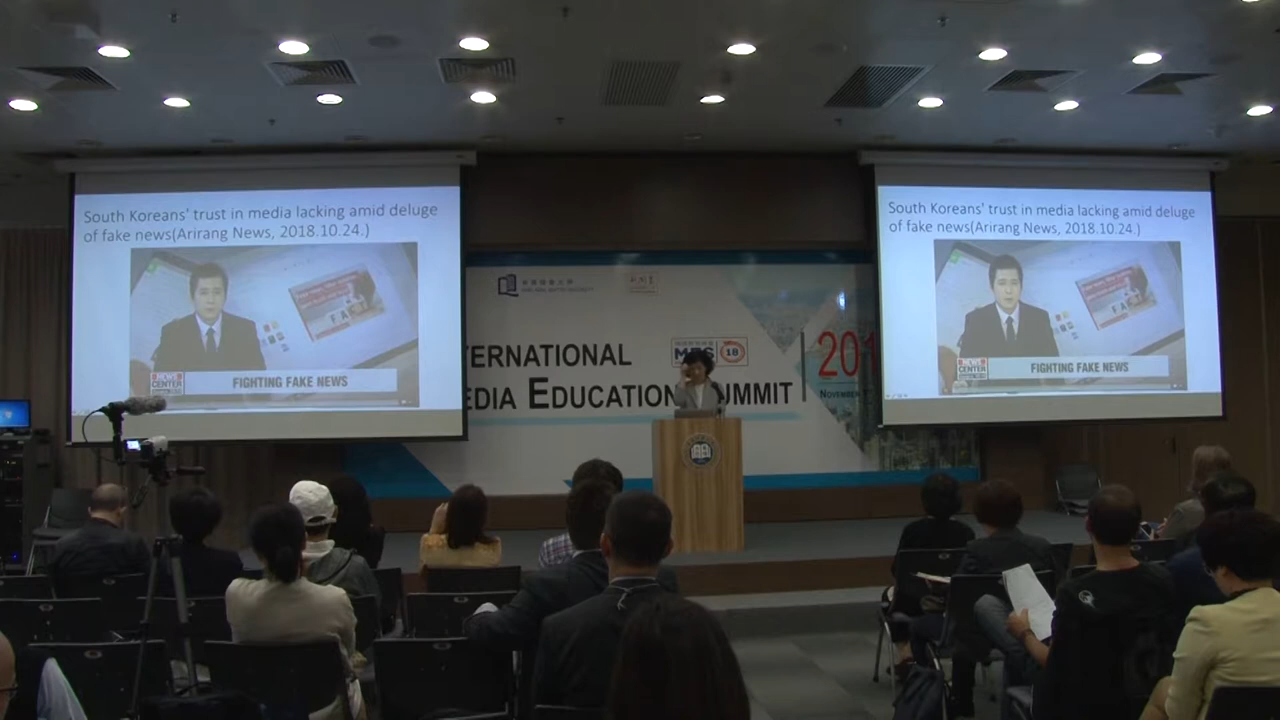 South Koreans' trust in media lacking amid deluge
of fake news(Arirang News, 2018.10.24.)
CENTER
FIGHTING FAKE NEWS
TERNATIONAL
EDIA EDUCATION
UMMIT
201
NOVEMBER
18
South Koreans' trust in media lacking amid deluge
of fake news(Arirang News, 2018.10.24.)
CENTER
FIGHTING FAKE NEWS